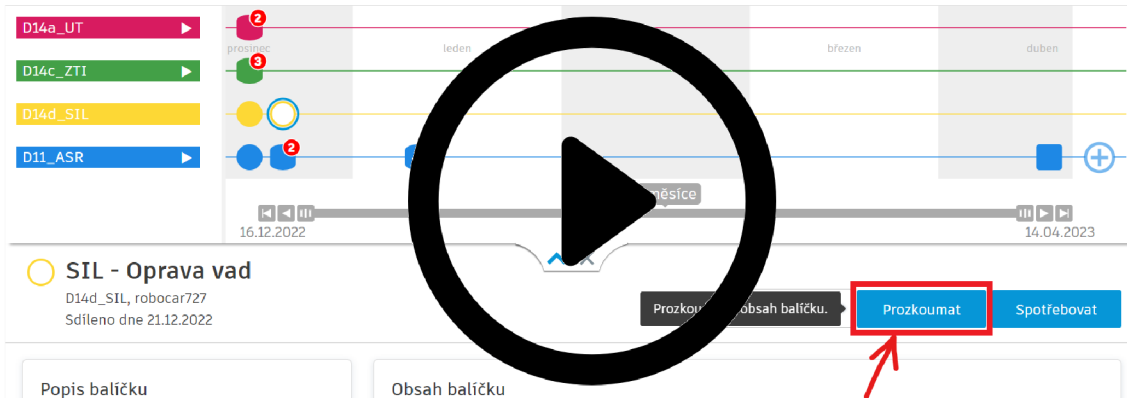 D14a_UT
2
prosinec
leden
březen
duben
D14c_ZTI
3
D14d_SIL
D11_ASR
2
měsíce
16.12.2022
14.04.2023
SIL - Oprava vad
D14d_SIL, robocar727
Sdíleno dne 21.12.2022
obsah balíčku.
Prozkoumat
Spotřebovat
Popis balíčku
Obsah balíčku